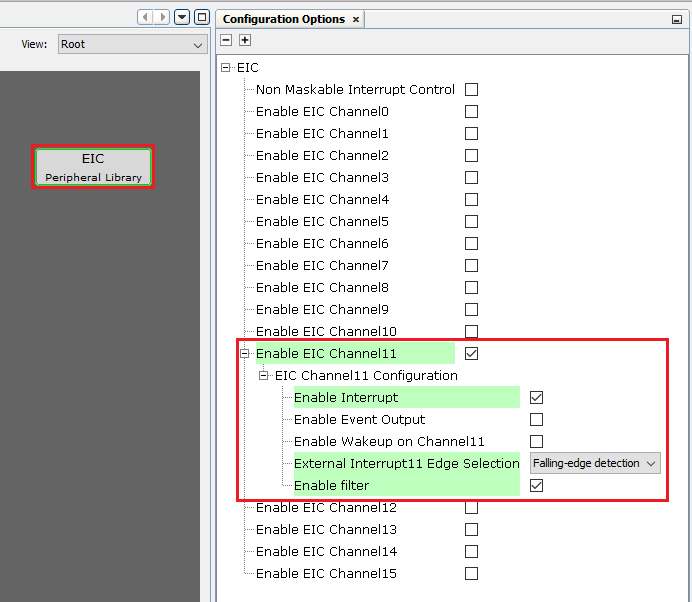 View: Root
EIC
Peripheral Library
Configuration Options ×
EIC
Non Maskable Interrupt Control
Enable EIC Channel0
Enable EIC Channel1
Enable EIC Channel2
Enable EIC Channel3
Enable EIC Channel4
Enable EIC Channel5
Enable EIC Channel6
Enable EIC Channel7
Enable EIC Channel8
Enable EIC Channel9
Enable EIC Channel10
Enable EIC Channel11
EIC Channel11 Configuration
Enable Interrupt
Enable Event Output
Enable Wakeup on Channel11
External Interrupt11 Edge Selection Falling-edge detection
Enable filter
Enable EIC Channel12
Enable EIC Channel13
Enable EIC Channel14
Enable EIC Channel15